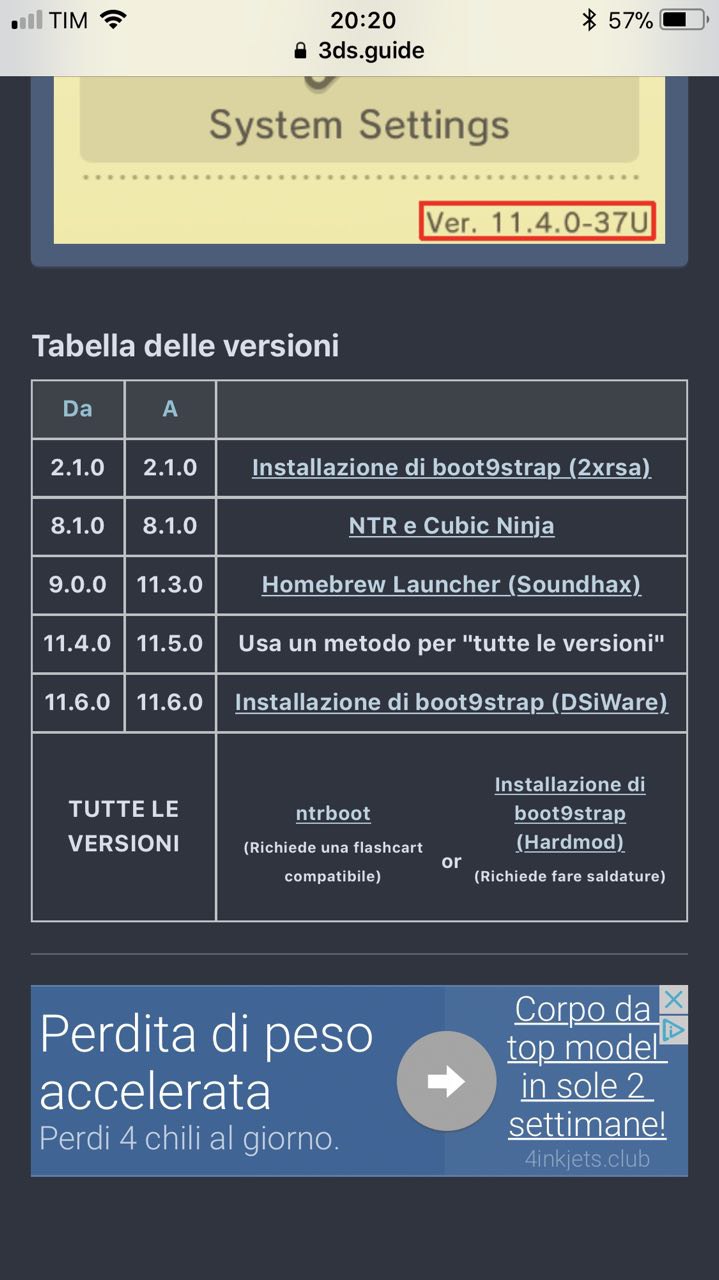 TIM 20:20 57%
3ds.guide
System Settings
Ver. 11.4.0-37U
Tabella delle versioni
Da A
2.1.0 2.1.0 Installazione di boot9strap (2xrsa)
8.1.0 8.1.0 NTR e Cubic Ninja
9.0.0 11.3.0 Homebrew Launcher (Soundhax)
11.4.0 11.5.0 Usa un metodo per "tutte le versioni"
11.6.0 11.6.0 Installazione di boot9strap (DSiWare)
TUTTE LE
VERSIONI
ntrboot
(Richiede una flashcart
compatibile)
or
Installazione di
boot9strap
(Hardmod)
(Richiede fare saldature)
Perdita di peso
accelerata
Perdi 4 chili al giorno.
Corpo da
top model
in sole 2
settimane!
4inkjets.club